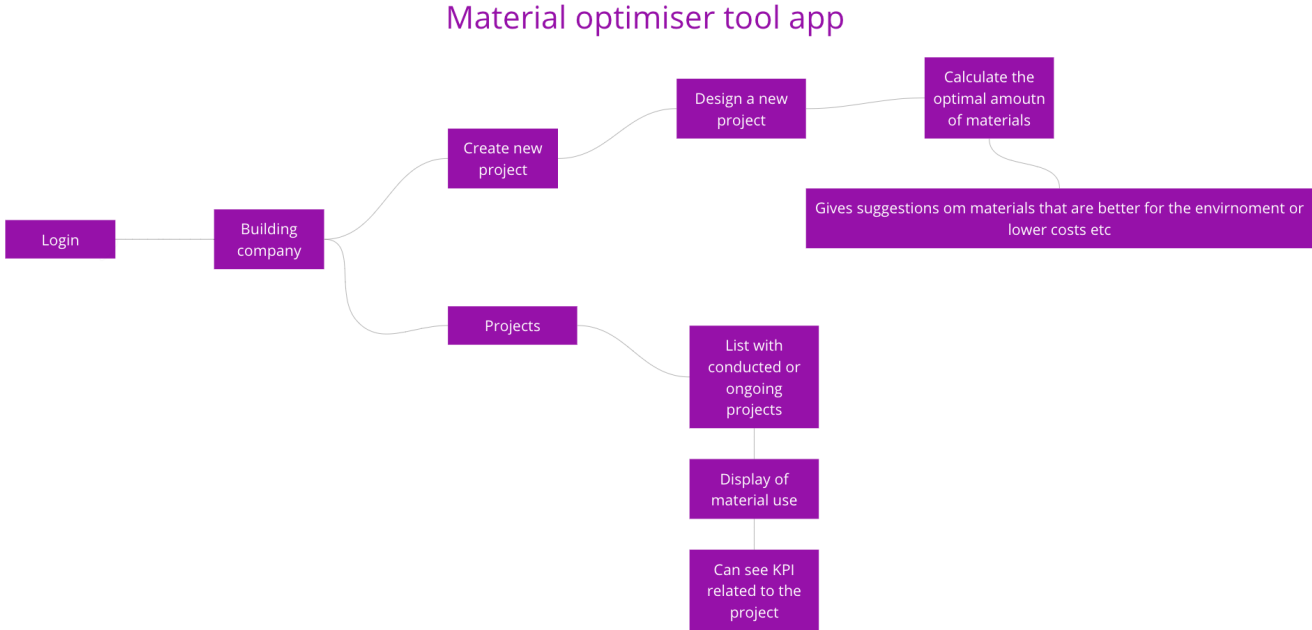 Material optimiser tool app
Calculate the
optimal amoutn
of materials
Design a new
project
Create new
project
Gives suggestions om materials that are better for the envirnoment or
lower costs etc
Login
Building
company
Projects
List with
conducted or
ongoing
projects
Display of
material use
Can see KPI
related to the
project